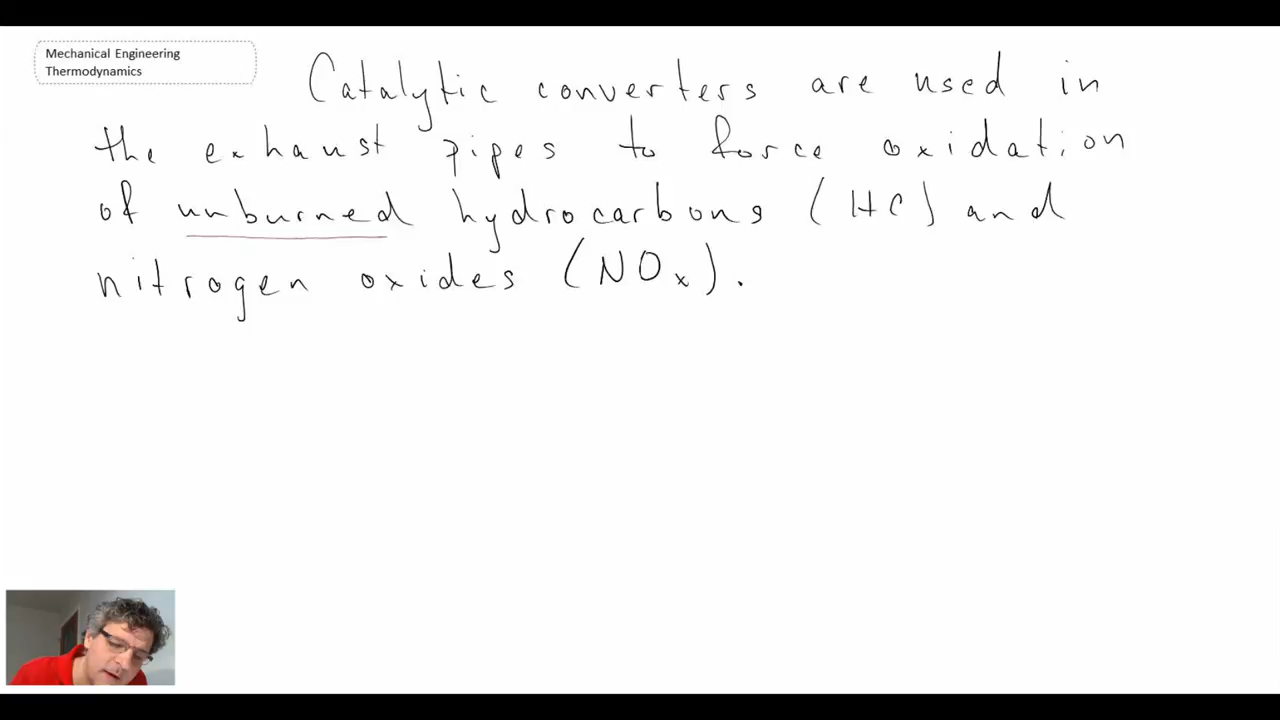 Mechanical Engineering
Thermodynamics
Catalytic converters are used in
the exhaust pipes to force oxidation
of unburned hydrocarbons (HC) and
nitrogen oxides (NOx).